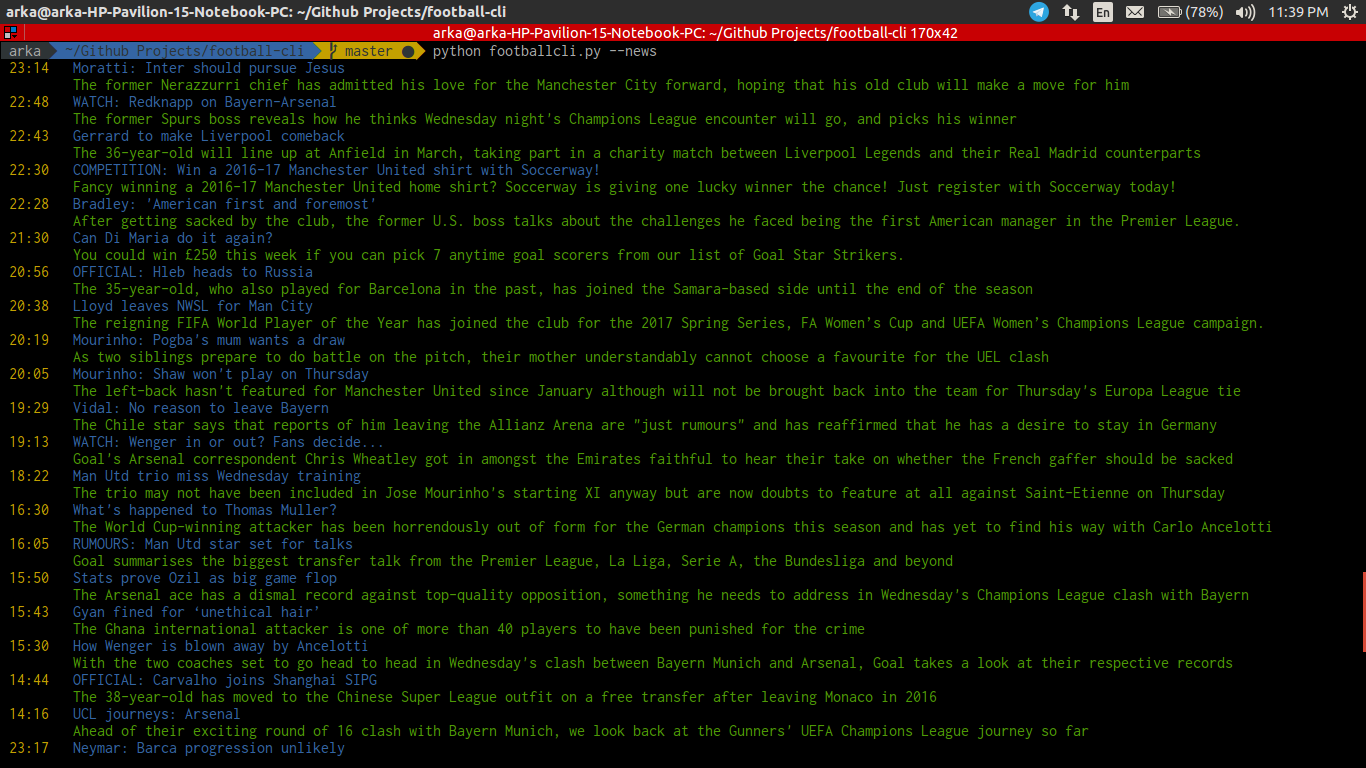 arka@arka-HP-Pavilion-15-Notebook-PC: ~/Github Projects/football-cli En (78%) 11:39 PM
arka@arka-HP-Pavilion-15-Notebook-PC: ~/Github Projects/football-cli 170x42
arka ~/Github Projects/football-cli master python footballcli.py --news
23:14 Moratti: Inter should pursue Jesus
The former Nerazzurri chief has admitted his love for the Manchester City forward, hoping that his old club will make a move for him
22:48 WATCH: Redknapp on Bayern-Arsenal
The former Spurs boss reveals how he thinks Wednesday night's Champions League encounter will go, and picks his winner
22:43 Gerrard to make Liverpool comeback
The 36-year-old will line up at Anfield in March, taking part in a charity match between Liverpool Legends and their Real Madrid counterparts
22:30 COMPETITION: Win a 2016-17 Manchester United shirt with Soccerway!
Fancy winning a 2016-17 Manchester United home shirt? Soccerway is giving one lucky winner the chance! Just register with Soccerway today!
22:28 Bradley: 'American first and foremost'
After getting sacked by the club, the former U.S. boss talks about the challenges he faced being the first American manager in the Premier League.
21:30 Can Di Maria do it again?
You could win £250 this week if you can pick 7 anytime goal scorers from our list of Goal Star Strikers.
20:56 OFFICIAL: Hleb heads to Russia
The 35-year-old, who also played for Barcelona in the past, has joined the Samara-based side until the end of the season
20:38 Lloyd leaves NWSL for Man City
The reigning FIFA World Player of the Year has joined the club for the 2017 Spring Series, FA Women’s Cup and UEFA Women’s Champions League campaign.
20:19 Mourinho: Pogba's mum wants a draw
As two siblings prepare to do battle on the pitch, their mother understandably cannot choose a favourite for the UEL clash
20:05 Mourinho: Shaw won't play on Thursday
The left-back hasn't featured for Manchester United since January although will not be brought back into the team for Thursday's Europa League tie
19:29 Vidal: No reason to leave Bayern
The Chile star says that reports of him leaving the Allianz Arena are "just rumours" and has reaffirmed that he has a desire to stay in Germany
19:13 WATCH: Wenger in or out? Fans decide...
Goal's Arsenal correspondent Chris Wheatley got in amongst the Emirates faithful to hear their take on whether the French gaffer should be sacked
18:22 Man Utd trio miss Wednesday training
The trio may not have been included in Jose Mourinho's starting XI anyway but are now doubts to feature at all against Saint-Etienne on Thursday
16:30 What's happened to Thomas Muller?
The World Cup-winning attacker has been horrendously out of form for the German champions this season and has yet to find his way with Carlo Ancelotti
16:05 RUMOURS: Man Utd star set for talks
Goal summarises the biggest transfer talk from the Premier League, La Liga, Serie A, the Bundesliga and beyond
15:50 Stats prove Ozil as big game flop
The Arsenal ace has a dismal record against top-quality opposition, something he needs to address in Wednesday's Champions League clash with Bayern
15:43 Gyan fined for ‘unethical hair’
The Ghana international attacker is one of more than 40 players to have been punished for the crime
15:30 How Wenger is blown away by Ancelotti
With the two coaches set to go head to head in Wednesday's clash between Bayern Munich and Arsenal, Goal takes a look at their respective records
14:44 OFFICIAL: Carvalho joins Shanghai SIPG
The 38-year-old has moved to the Chinese Super League outfit on a free transfer after leaving Monaco in 2016
14:16 UCL journeys: Arsenal
Ahead of their exciting round of 16 clash with Bayern Munich, we look back at the Gunners' UEFA Champions League journey so far
23:17 Neymar: Barca progression unlikely